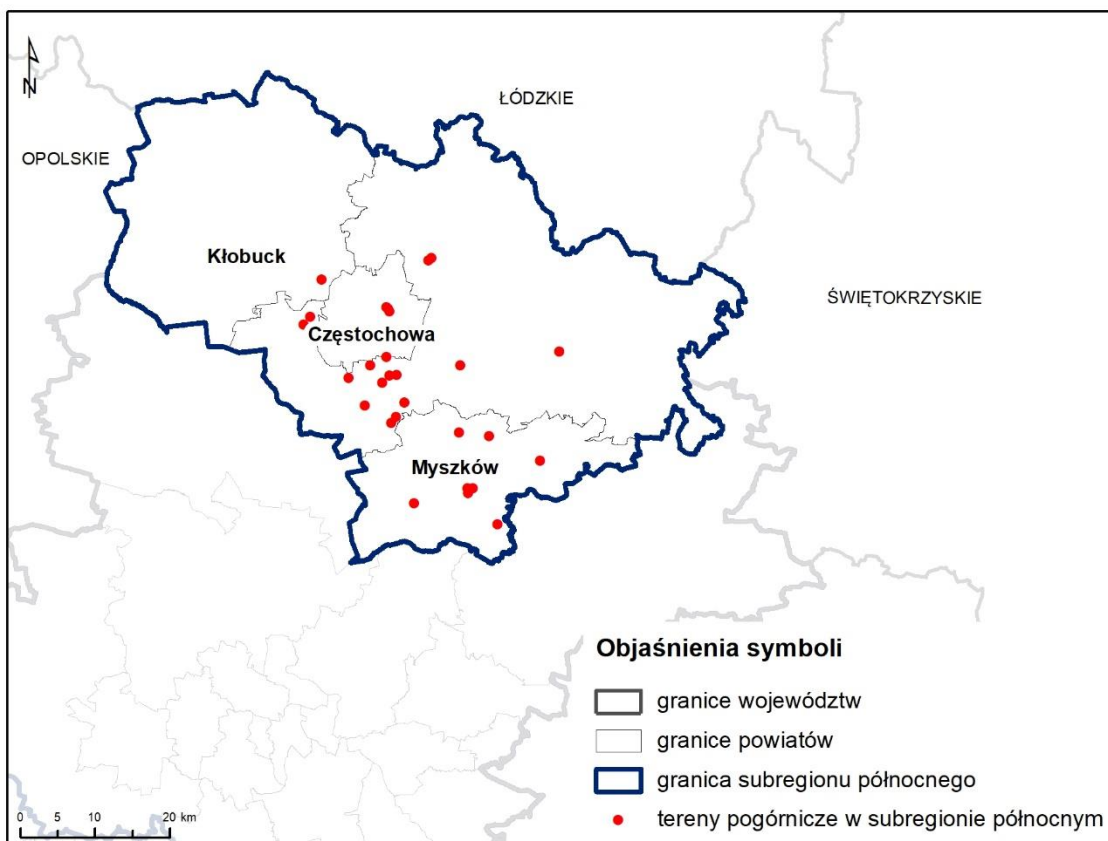 N
ŁÓDZKIE
OPOLSKIE
Kłobuck
ŚWIĘTOKRZYSKIE
Częstochowa
Myszków
Objaśnienia symboli
granice województw
granice powiatów
granica subregionu północnego
tereny pogórnicze w subregionie północnym
0 5 10 20 km